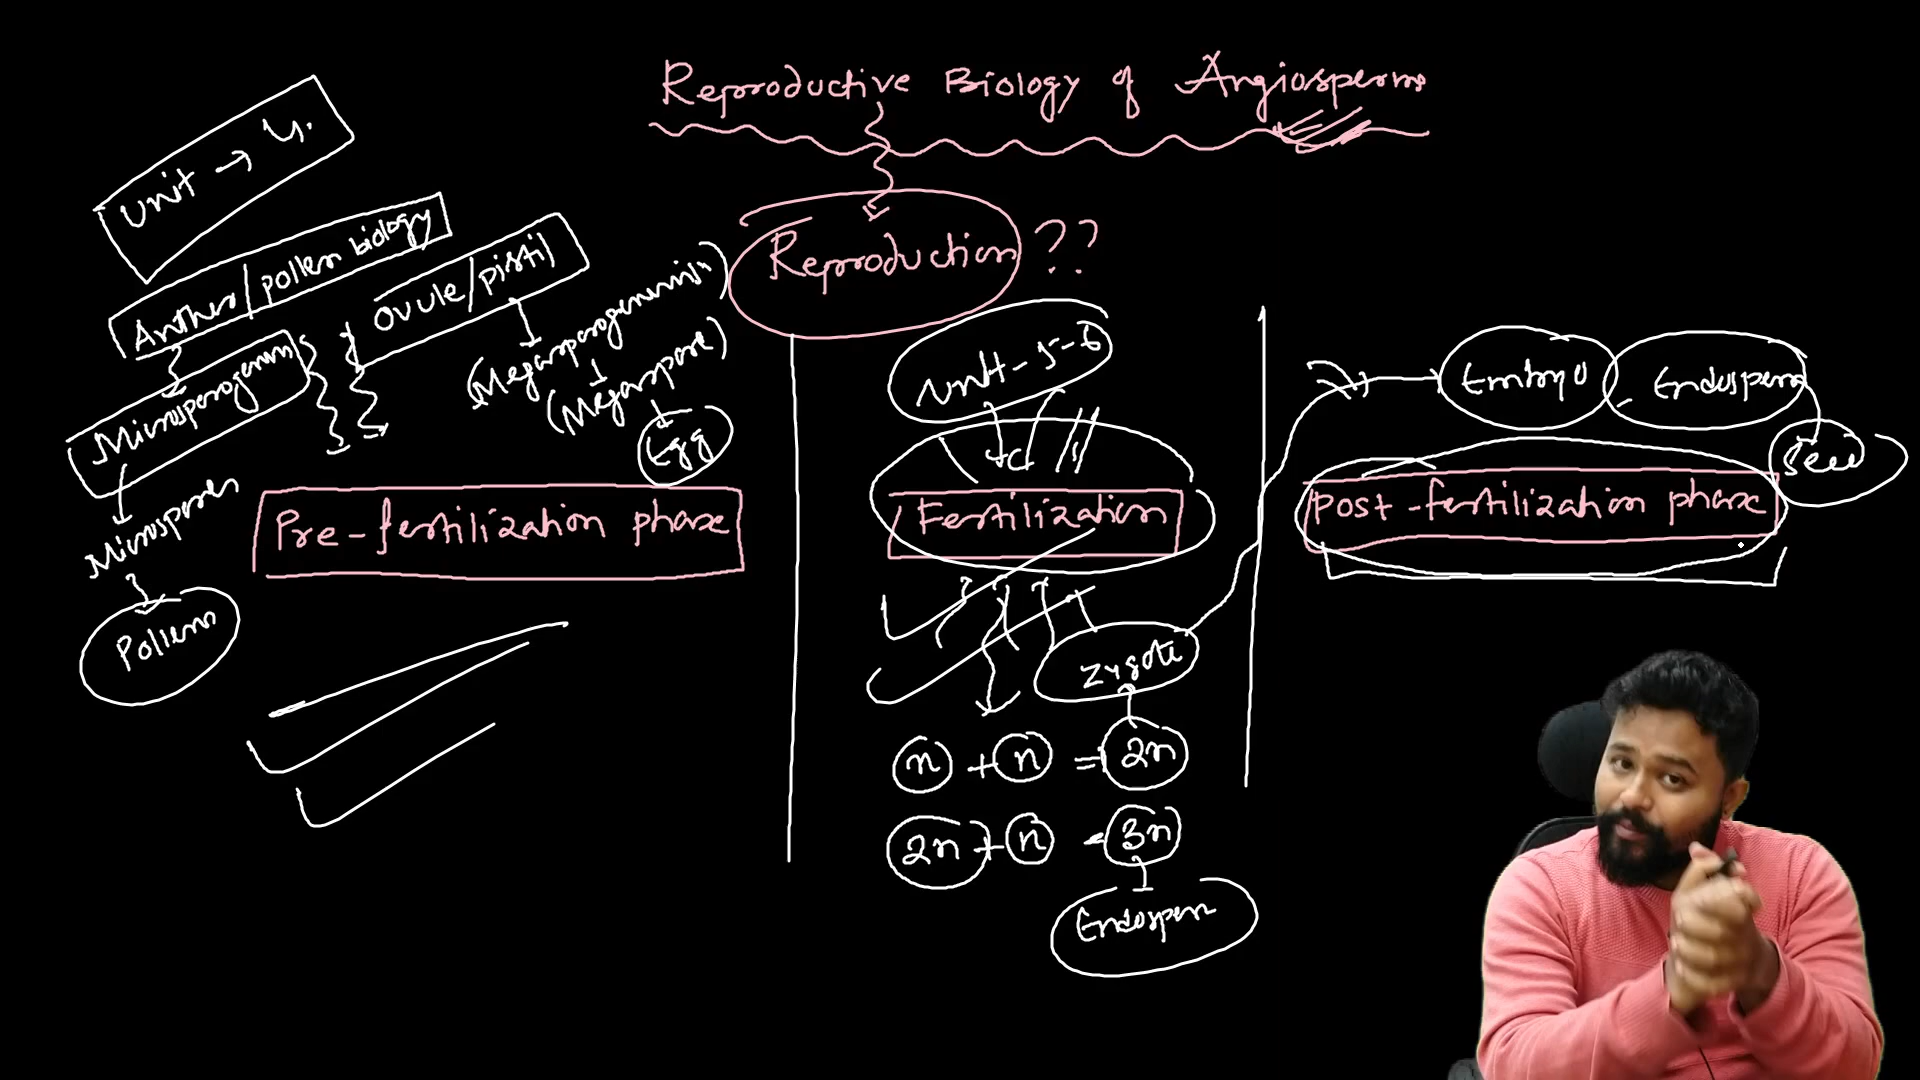 Reproductive Biology of Angiosperms
Unit → 4.
Reproduction ??
Anther/pollen biology
Ovule/pistil
Microsporogenesis
(Megasporogenesis)
(Megaspore)
Egg
Microspores
Pollen
Pre-fertilization phase
Unit-5-6
Fertilization
Zygote
n + n = 2n
2n + n = 3n
Endosperm
Embryo
Endosperm
Seed
Post-fertilization phase